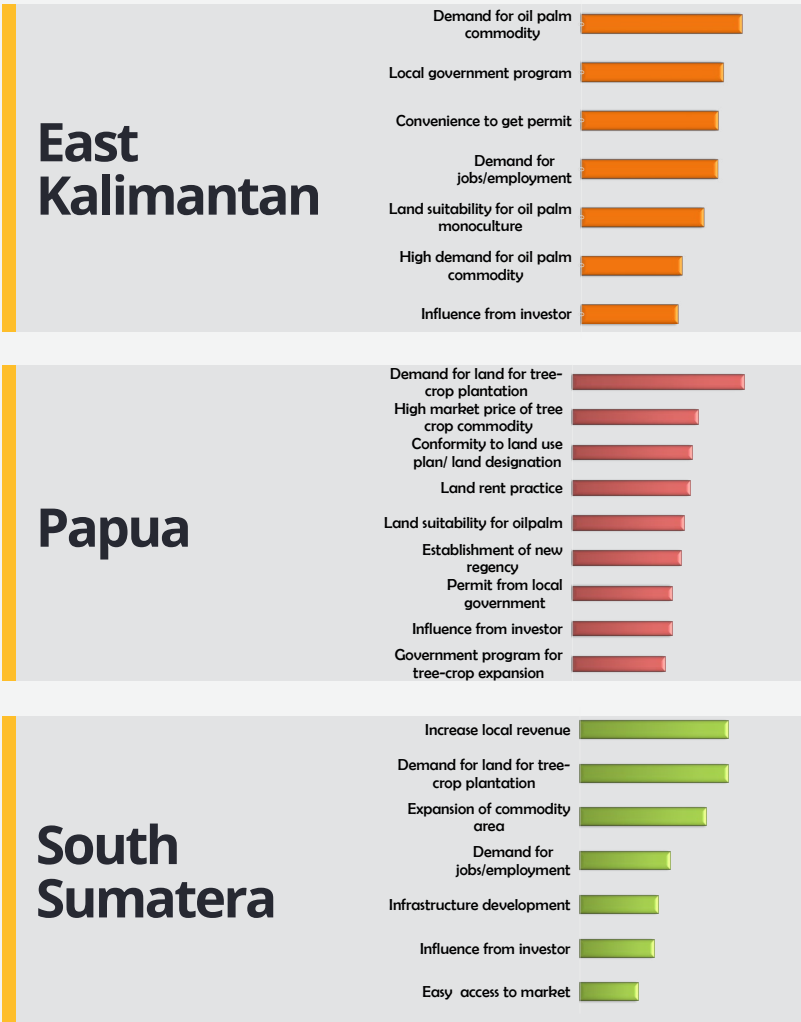 East
Kalimantan
Demand for oil palm
commodity
Local government program
Convenience to get permit
Demand for
jobs/employment
Land suitability for oil palm
monoculture
High demand for oil palm
commodity
Influence from investor
Papua
Demand for land for tree-
crop plantation
High market price of tree
crop commodity
Conformity to land use
plan/ land designation
Land rent practice
Land suitability for oilpalm
Establishment of new
regency
Permit from local
government
Influence from investor
Government program for
tree-crop expansion
South
Sumatera
Increase local revenue
Demand for land for tree-
crop plantation
Expansion of commodity
area
Demand for
jobs/employment
Infrastructure development
Influence from investor
Easy  access to market